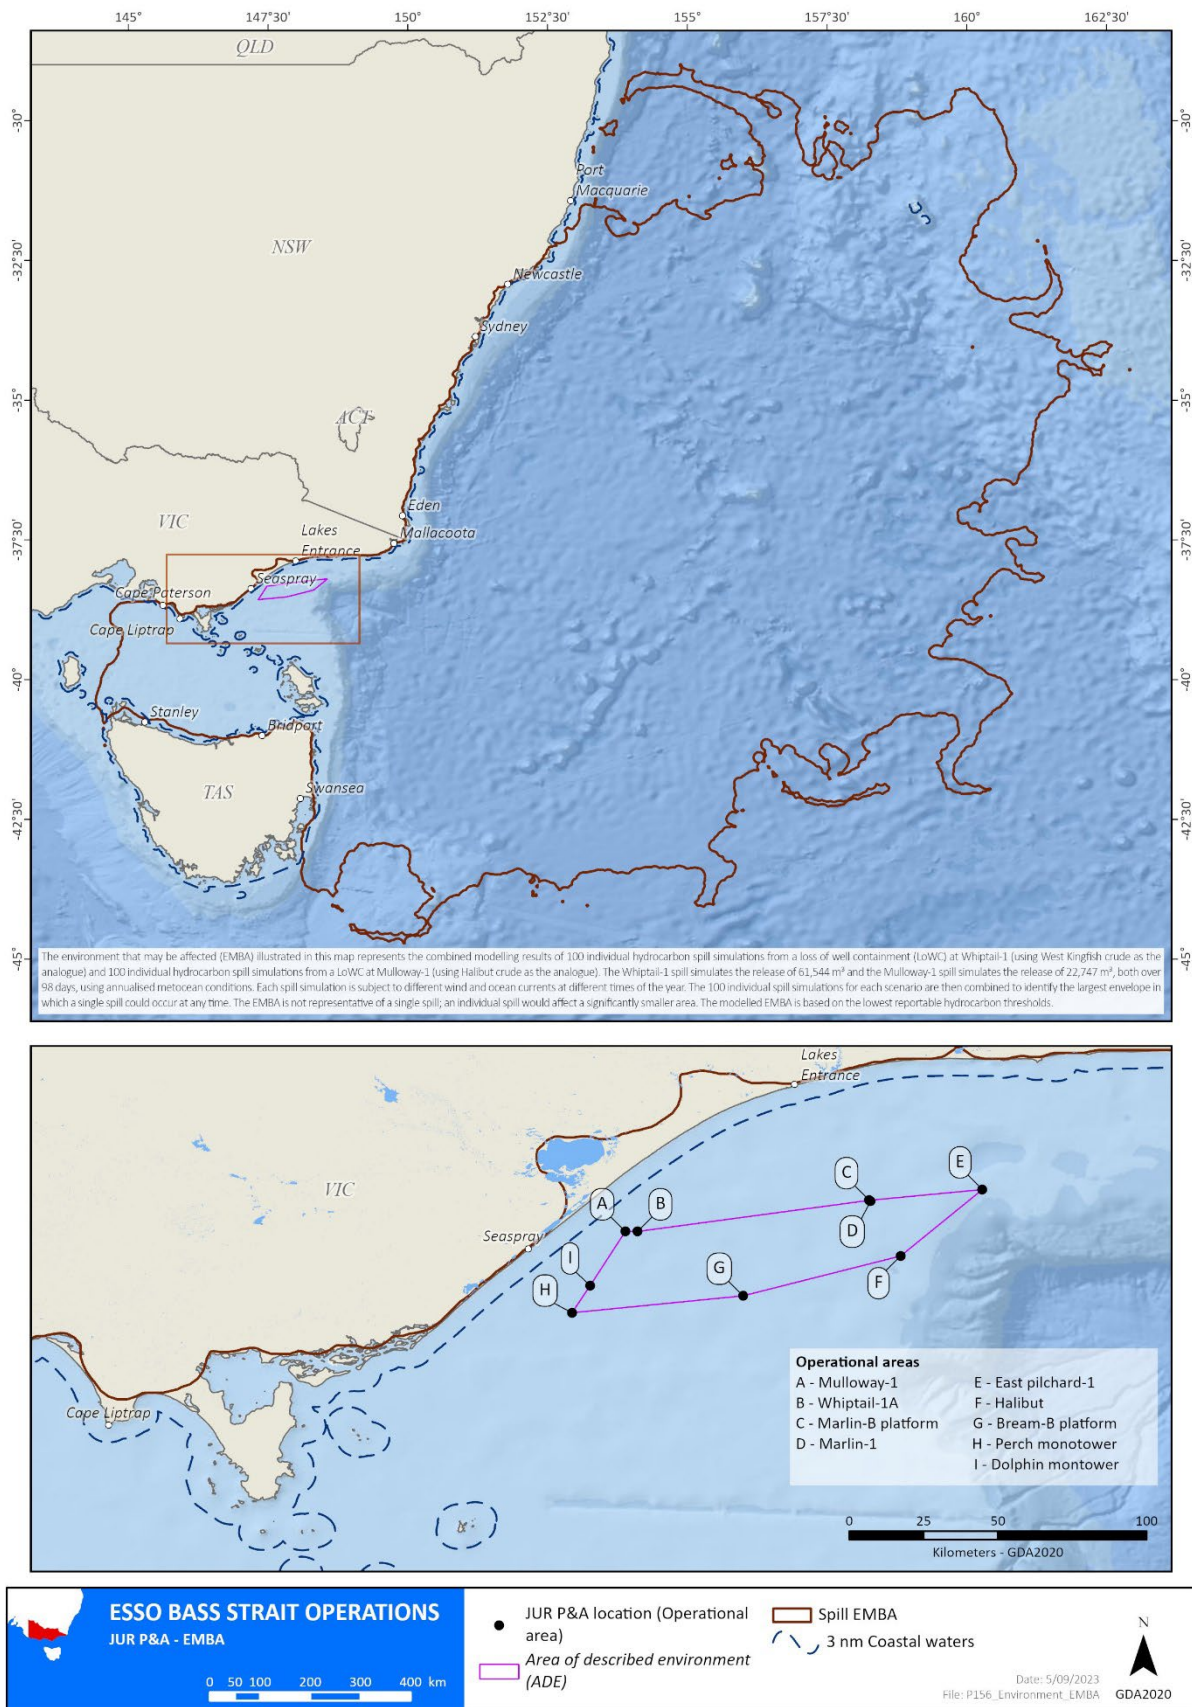 145°
147°30'
150°
152°30'
155°
157°30'
160°
162°30'
QLD
-30°
-30°
Port
Macquarie
NSW
-32°30'
-32°30'
Newcastle
Sydney
-35°
-35°
ACT
Eden
VIC
Lakes
Entrance
Mallacoota
-37°30'
-37°30'
Seaspray
Cape Paterson
Cape Liptrap
-40°
-40°
Stanley
Bridport
TAS
Swansea
-42°30'
-42°30'
-45°
-45°
The environment that may be affected (EMBA) illustrated in this map represents the combined modelling results of 100 individual hydrocarbon spill simulations from a loss of well containment (LoWC) at Whiptail-1 (using West Kingfish crude as the
analogue) and 100 individual hydrocarbon spill simulations from a LoWC at Mulloway-1 (using Halibut crude as the analogue). The Whiptail-1 spill simulates the release of 61,544 m³ and the Mulloway-1 spill simulates the release of 22,747 m³, both over
98 days, using annualised metocean conditions. Each spill simulation is subject to different wind and ocean currents at different times of the year. The 100 individual spill simulations for each scenario are then combined to identify the largest envelope in
which a single spill could occur at any time. The EMBA is not representative of a single spill; an individual spill would affect a significantly smaller area. The modelled EMBA is based on the lowest reportable hydrocarbon thresholds.
Lakes
Entrance
VIC
C
E
A
B
D
Seaspray
I
G
F
H
Cape Liptrap
Operational areas
A - Mulloway-1
B - Whiptail-1A
C - Marlin-B platform
D - Marlin-1
E - East pilchard-1
F - Halibut
G - Bream-B platform
H - Perch monotower
I - Dolphin montower
0 25 50 100
Kilometers - GDA2020
ESSO BASS STRAIT OPERATIONS
JUR P&A - EMBA
0 50 100 200 300 400 km
JUR P&A location (Operational
area)
Area of described environment
(ADE)
Spill EMBA
3 nm Coastal waters
N
Date: 5/09/2023
File: P156_Environment_EMBA
GDA2020